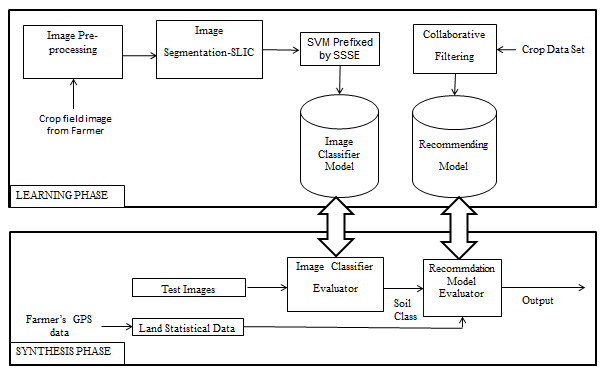 Image Pre-
processing
Image
Segmentation-SLIC
SVM Prefixed
by SSSE
Collaborative
Filtering
Crop Data Set
Crop field image
from Farmer
Image
Classifier
Model
Recommending
Model
LEARNING PHASE
Image Classifier
Evaluator
Recommdation
Model
Evaluator
Test Images
Soil
Class
Output
Farmer's GPS
data
Land Statistical Data
SYNTHESIS PHASE